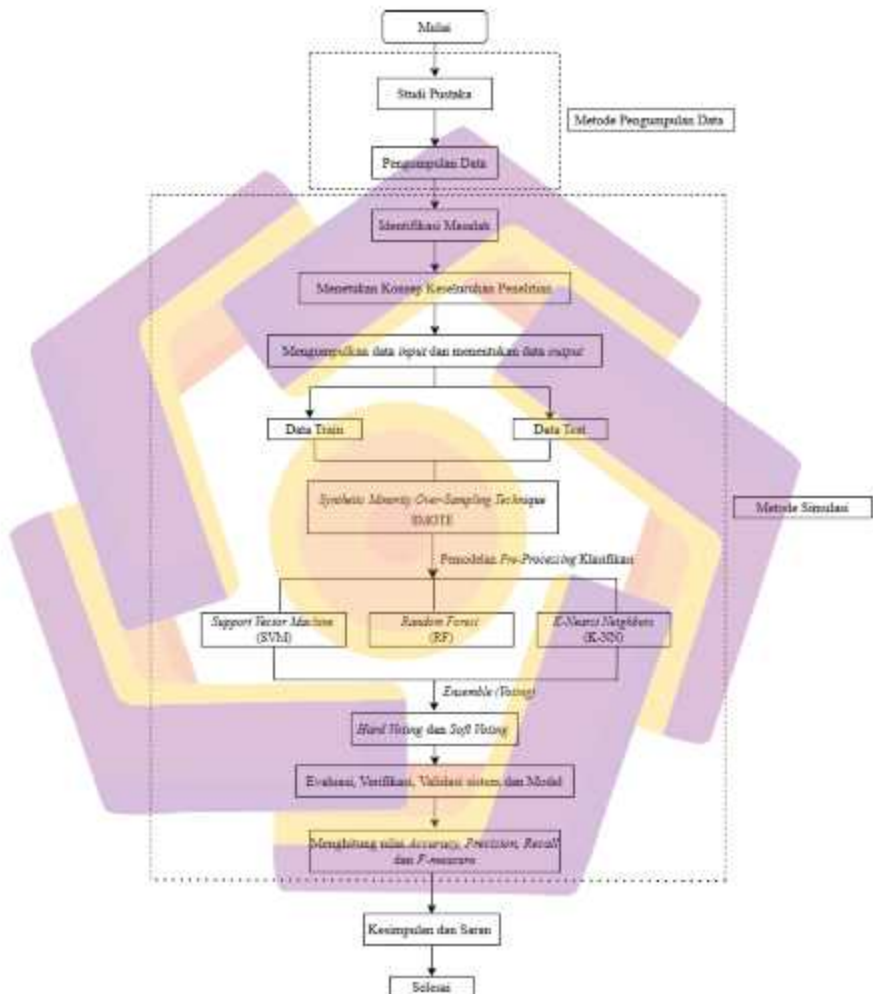 Mulai
Studi Pustaka
Metode Pengumpulan Data
Pengumpulan Data
Identifikasi Masalah
Menetukan Konsep Keseluruhan Penelitian
Mengumpulkan data input dan menentukan data output
Data Train
Data Test
Synthetic Minority Over-Sampling Technique
SMOTE
Metode Simulasi
Pemodelan Pre-Processing Klasifikasi
Support Vector Machine
(SVM)
Random Forest
(RF)
K-Nearst Neighbors
(K-NN)
Ensemble (Voting)
Hard Voting dan Soft Voting
Evaluasi, Verifikasi, Validasi sistem dan Model
Menghitung nilai Accuracy, Precision, Recall
dan F-measure
Kesimpulan dan Saran
Selesai